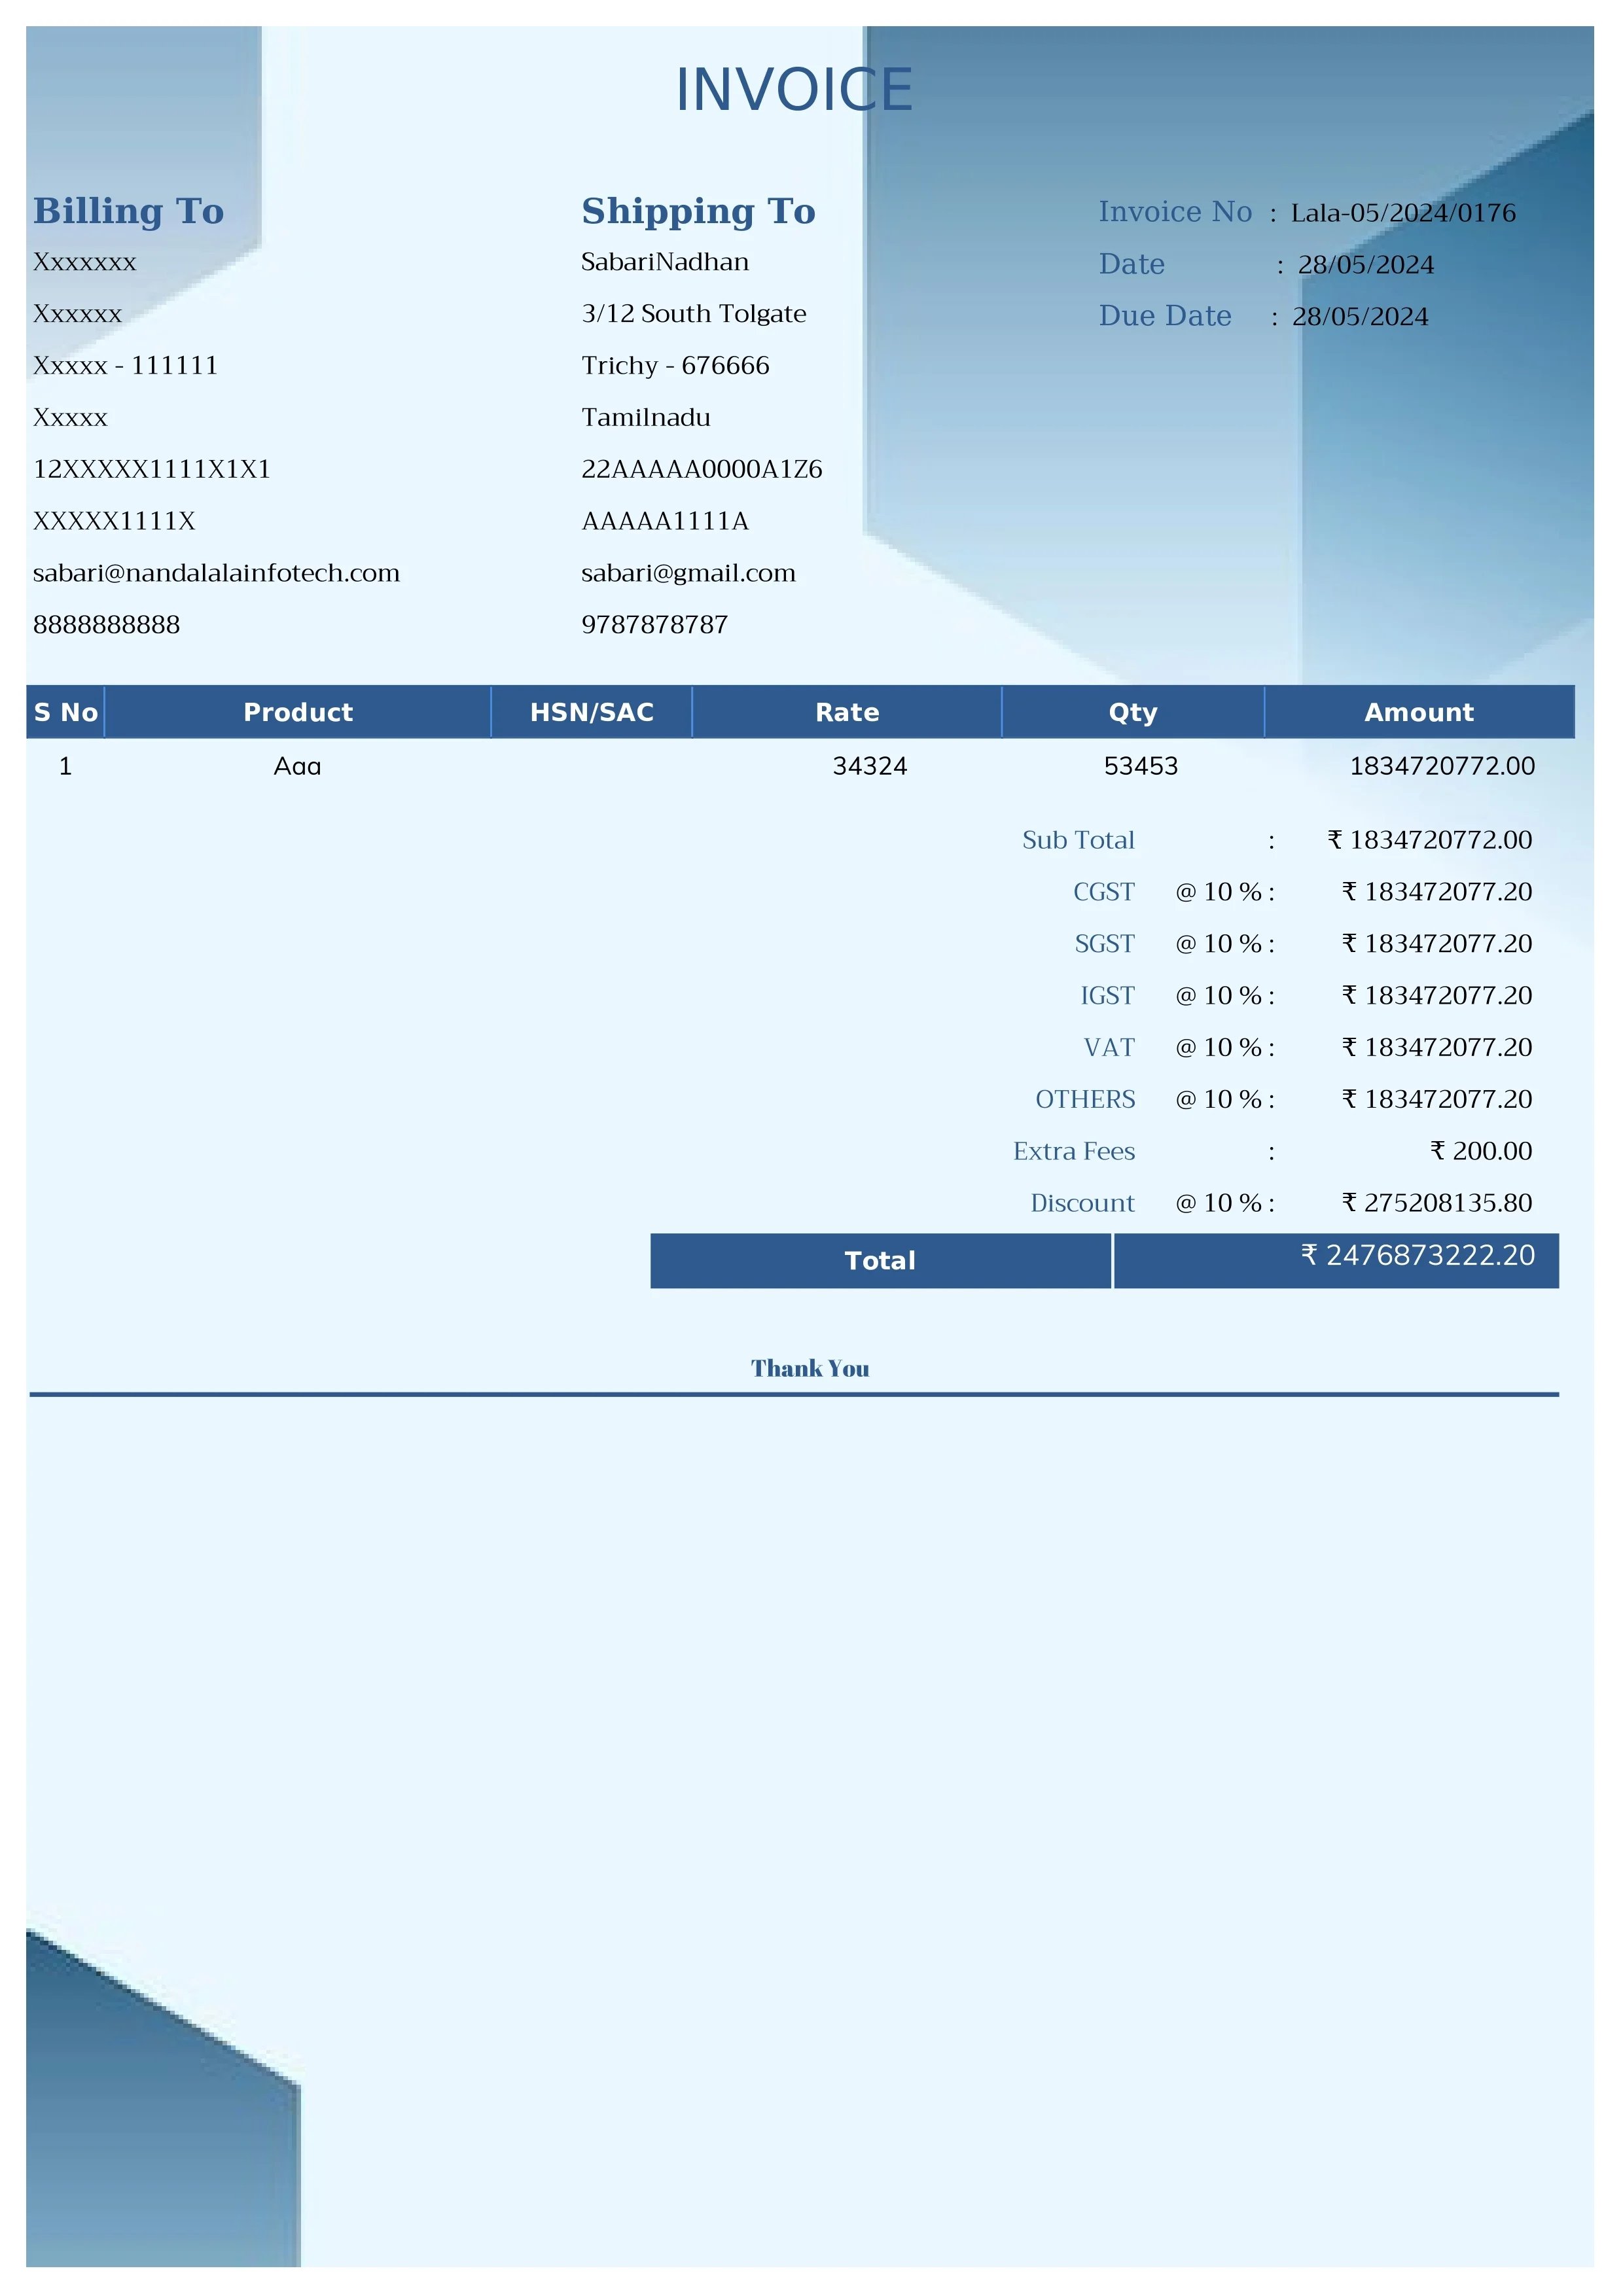 INVOICE
Billing To
Xxxxxxx
Xxxxxx
Xxxxx - 111111
Xxxxx
12XXXXX1111X1X1
XXXXX1111X
sabari@nandalalainfotech.com
8888888888
Shipping To
SabariNadhan
3/12 South Tolgate
Trichy - 676666
Tamilnadu
22AAAAA0000A1Z6
AAAAA1111A
sabari@gmail.com
9787878787
Invoice No : Lala-05/2024/0176
Date : 28/05/2024
Due Date : 28/05/2024
S No Product HSN/SAC Rate Qty Amount
1 Aaa 34324 53453 1834720772.00
Sub Total : ₹ 1834720772.00
CGST @ 10 % : ₹ 183472077.20
SGST @ 10 % : ₹ 183472077.20
IGST @ 10 % : ₹ 183472077.20
VAT @ 10 % : ₹ 183472077.20
OTHERS @ 10 % : ₹ 183472077.20
Extra Fees : ₹ 200.00
Discount @ 10 % : ₹ 275208135.80
Total ₹ 2476873222.20
Thank You